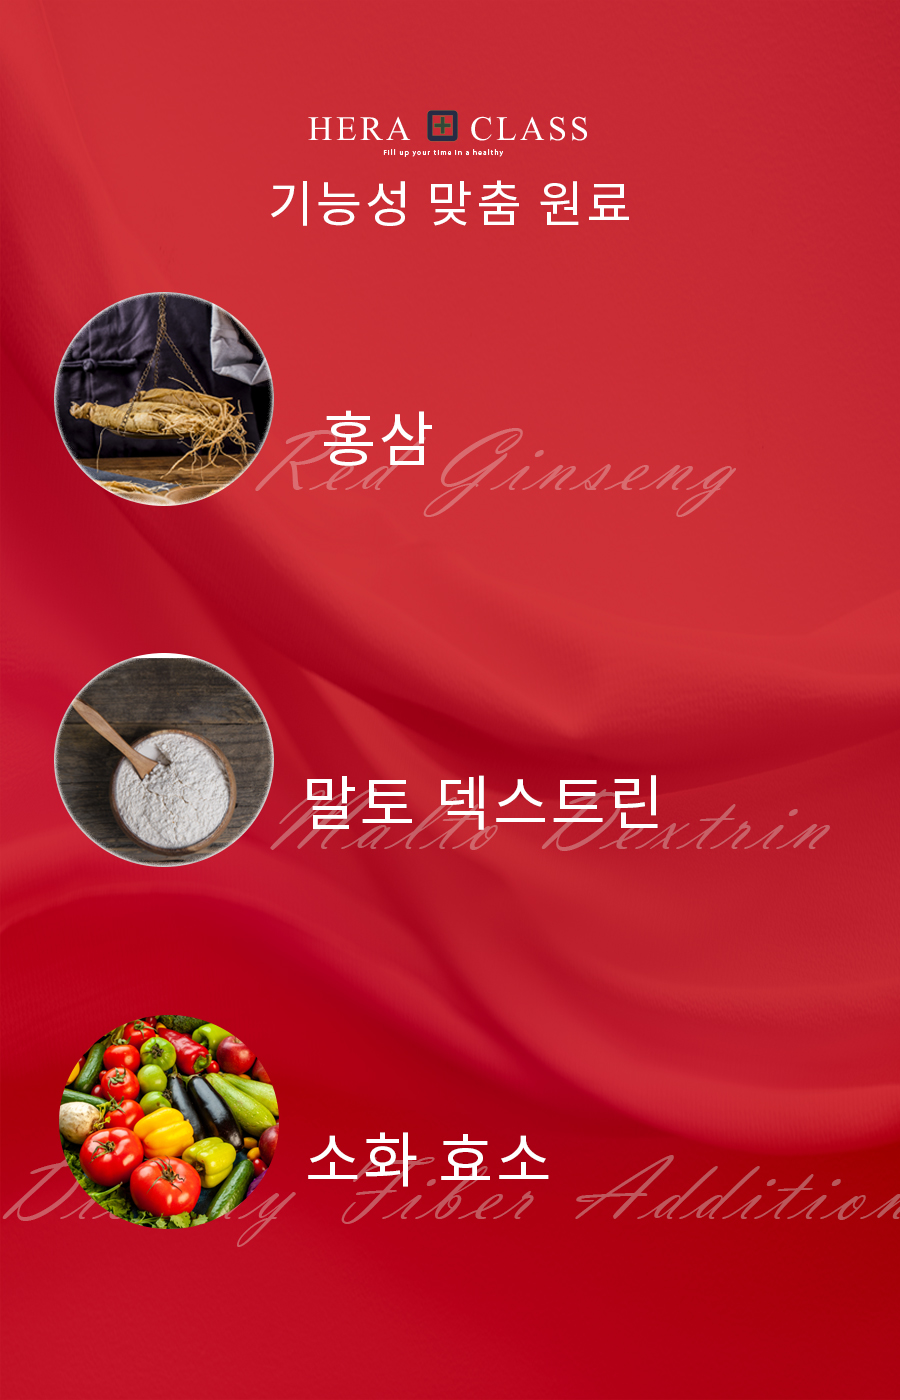 HERA CLASS
Fill up your time in a healthy
기능성 맞춤 원료
홍삼
Red Ginseng
말토 덱스트린
Malto Dextrin
소화 효소
Fiber Addition